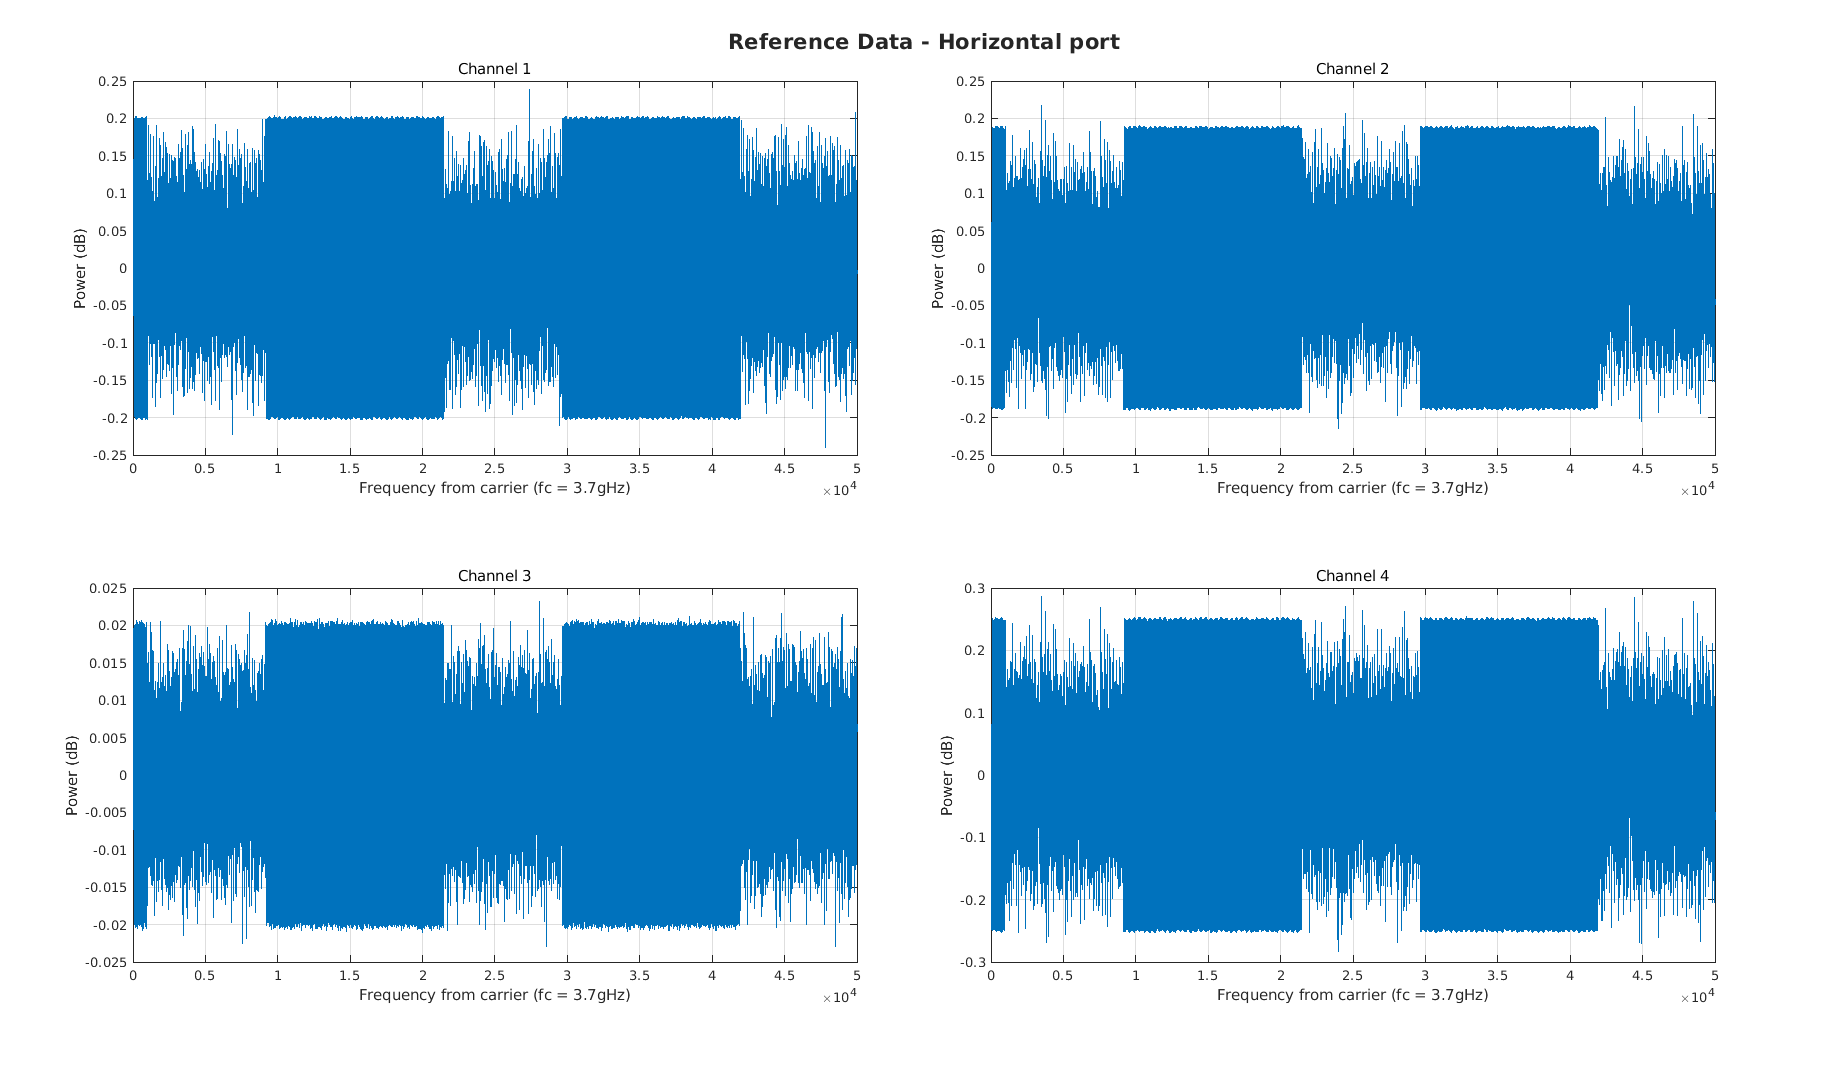 Reference Data - Horizontal port
Channel 1
0.25
0.2
0.15
0.1
0.05
0
-0.05
-0.1
-0.15
-0.2
-0.25
Power (dB)
0 0.5 1 1.5 2 2.5 3 3.5 4 4.5 5
Frequency from carrier (fc = 3.7gHz)
×10^4
Channel 2
0.25
0.2
0.15
0.1
0.05
0
-0.05
-0.1
-0.15
-0.2
-0.25
Power (dB)
0 0.5 1 1.5 2 2.5 3 3.5 4 4.5 5
Frequency from carrier (fc = 3.7gHz)
×10^4
Channel 3
0.025
0.02
0.015
0.01
0.005
0
-0.005
-0.01
-0.015
-0.02
-0.025
Power (dB)
0 0.5 1 1.5 2 2.5 3 3.5 4 4.5 5
Frequency from carrier (fc = 3.7gHz)
×10^4
Channel 4
0.3
0.2
0.1
0
-0.1
-0.2
-0.3
Power (dB)
0 0.5 1 1.5 2 2.5 3 3.5 4 4.5 5
Frequency from carrier (fc = 3.7gHz)
×10^4